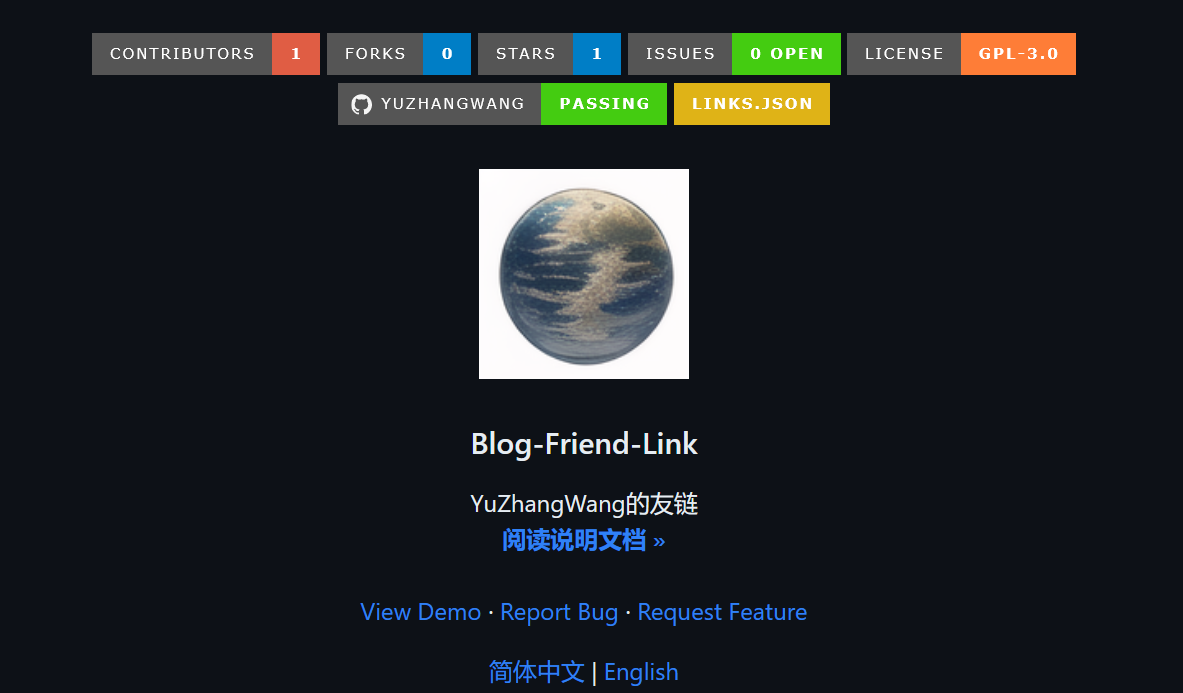 CONTRIBUTORS 1 FORKS 0 STARS 1 ISSUES 0 OPEN LICENSE GPL-3.0
YUZHANGWANG PASSING LINKS.JSON
Blog-Friend-Link
YuZhangWang的友链
阅读说明文档 »
View Demo · Report Bug · Request Feature
简体中文 | English